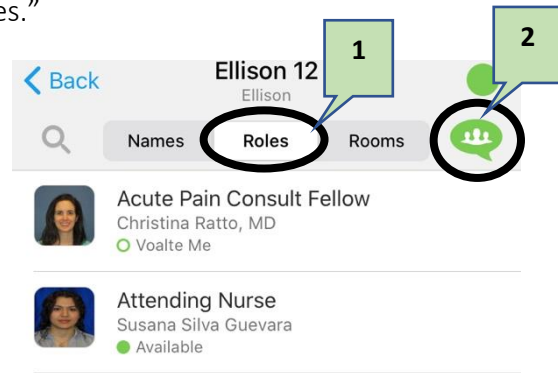 es.”
1
2
Back
Ellison 12
Ellison
Names Roles Rooms
Acute Pain Consult Fellow
Christina Ratto, MD
Voalte Me
Attending Nurse
Susana Silva Guevara
Available